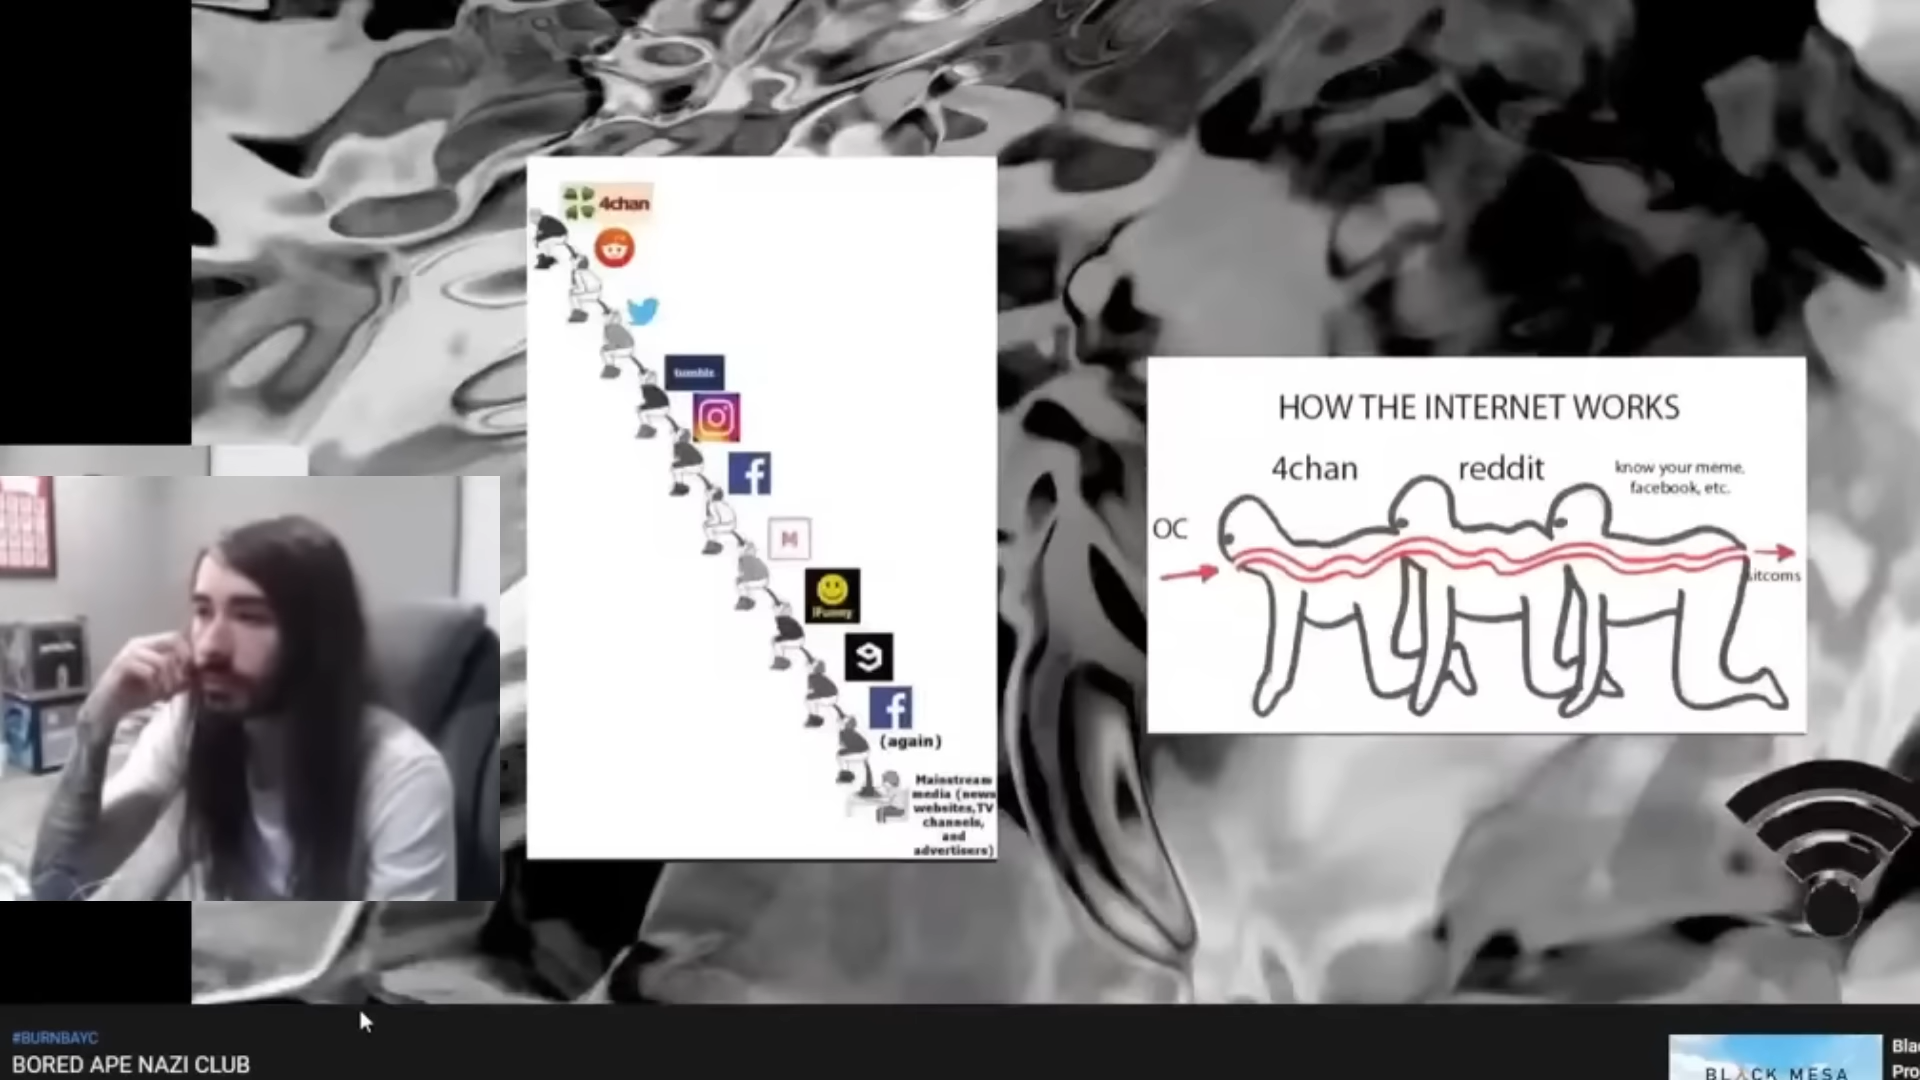 4chan
tumblr
iFunny
(again)
Mainstream
media (news
websites,TV
channels,
and
advertisers)
HOW THE INTERNET WORKS
4chan
reddit
know your meme,
facebook, etc.
OC
sitcoms
#BURNBAYC
BORED APE NAZI CLUB
BLACK MESA